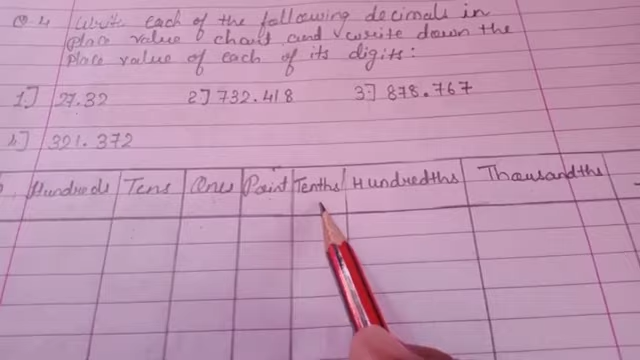 Q.4 Write each of the following decimals in
place value chart and write down the
place value of each of its digits:
1.] 27.32 2.] 732.418 3.] 878.767
4.] 321.372
Hundreds Tens Ones Point Tenths Hundredths Thousandths